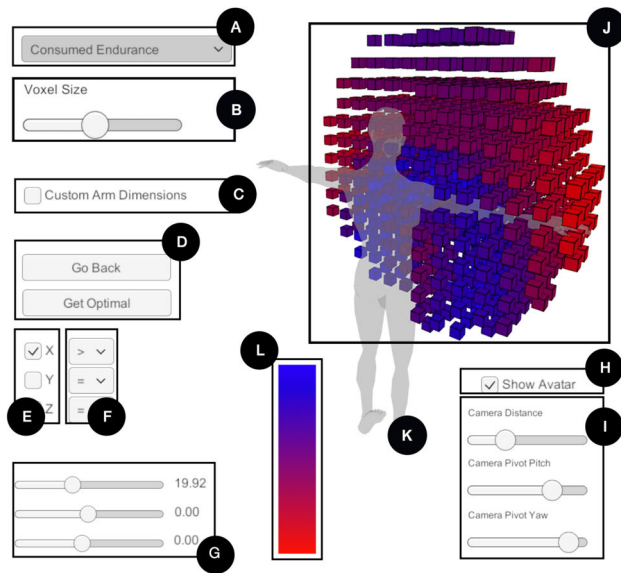 A
Consumed Endurance
J
Voxel Size
B
Custom Arm Dimensions
C
D
Go Back
Get Optimal
L
X
>
Y
=
Z
=
E
F
H
Show Avatar
I
Camera Distance
K
Camera Pivot Pitch
Camera Pivot Yaw
19.92
0.00
0.00
G